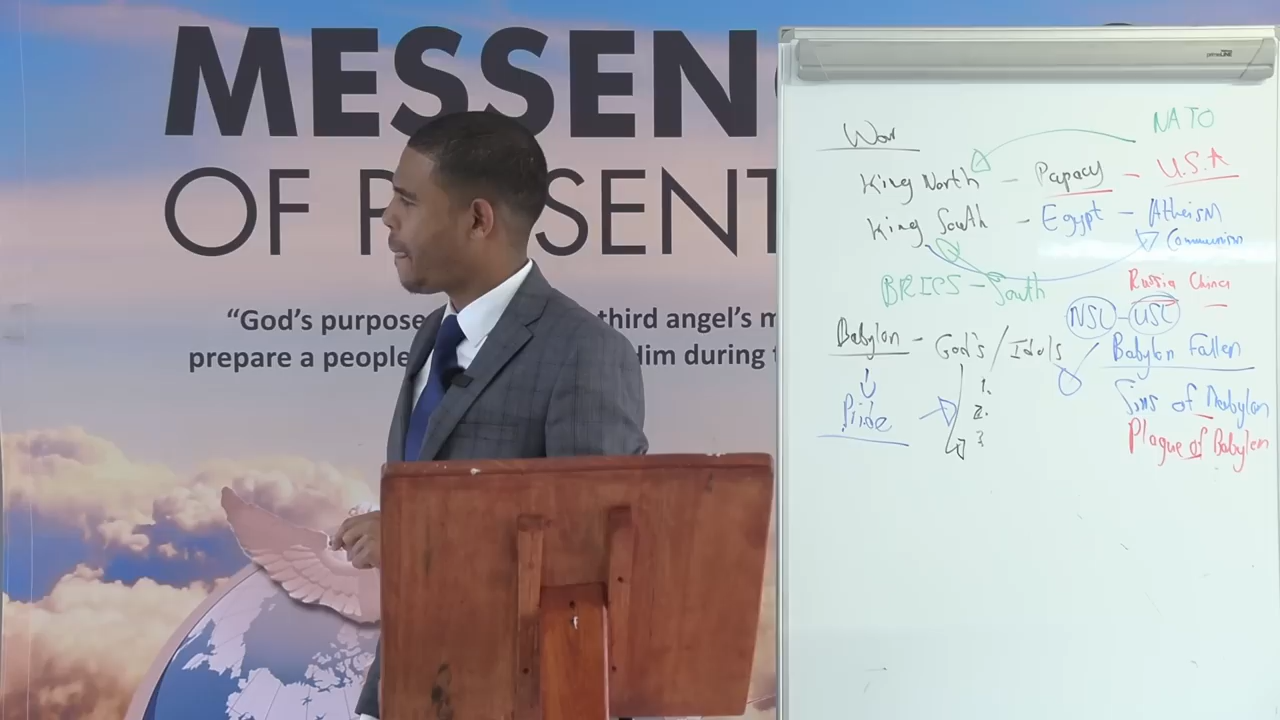 MESSEN
OF P SENT
“God’s purpose third angel’s m
prepare a people Him during t
War
NATO
King North - Papacy - U.S.A
King South - Egypt - Atheism
Communism
BRICS - South
Russia China
NSL - USL
Babylon - God's / Idols
Babylon Fallen
Pride
1.
2.
3
Sins of Babylon
Plague of Babylon